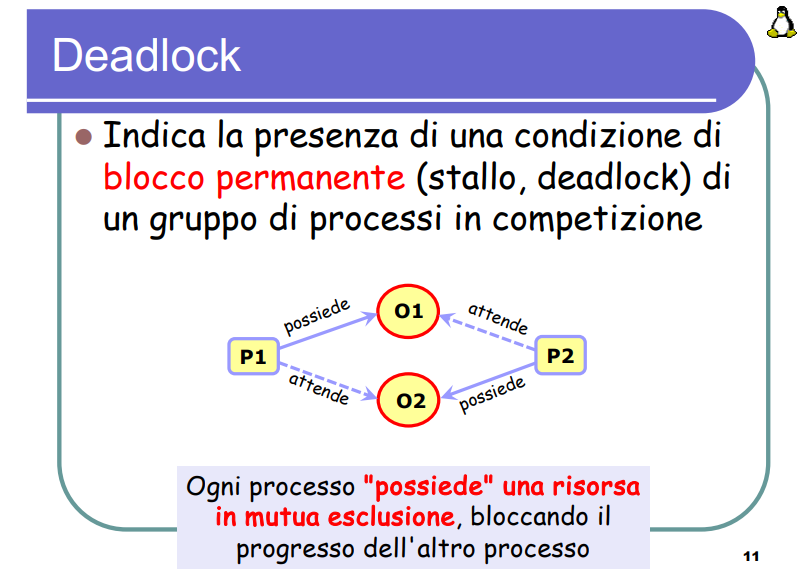 Deadlock
Indica la presenza di una condizione di
blocco permanente (stallo, deadlock) di
un gruppo di processi in competizione
possiede
O1
attende
P1
P2
attende
O2
possiede
Ogni processo "possiede" una risorsa
in mutua esclusione, bloccando il
progresso dell'altro processo
11